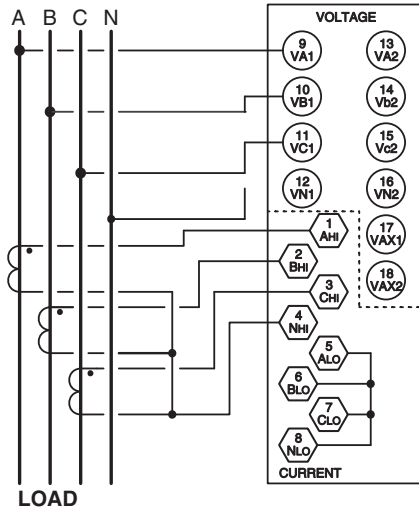 A B C N
VOLTAGE
9
VA1
13
VA2
10
VB1
14
Vb2
11
VC1
15
Vc2
12
VN1
16
VN2
1
AHI
17
VAX1
2
BHI
18
VAX2
3
CHI
4
NHI
5
ALO
6
BLO
7
CLO
8
NLO
CURRENT
LOAD